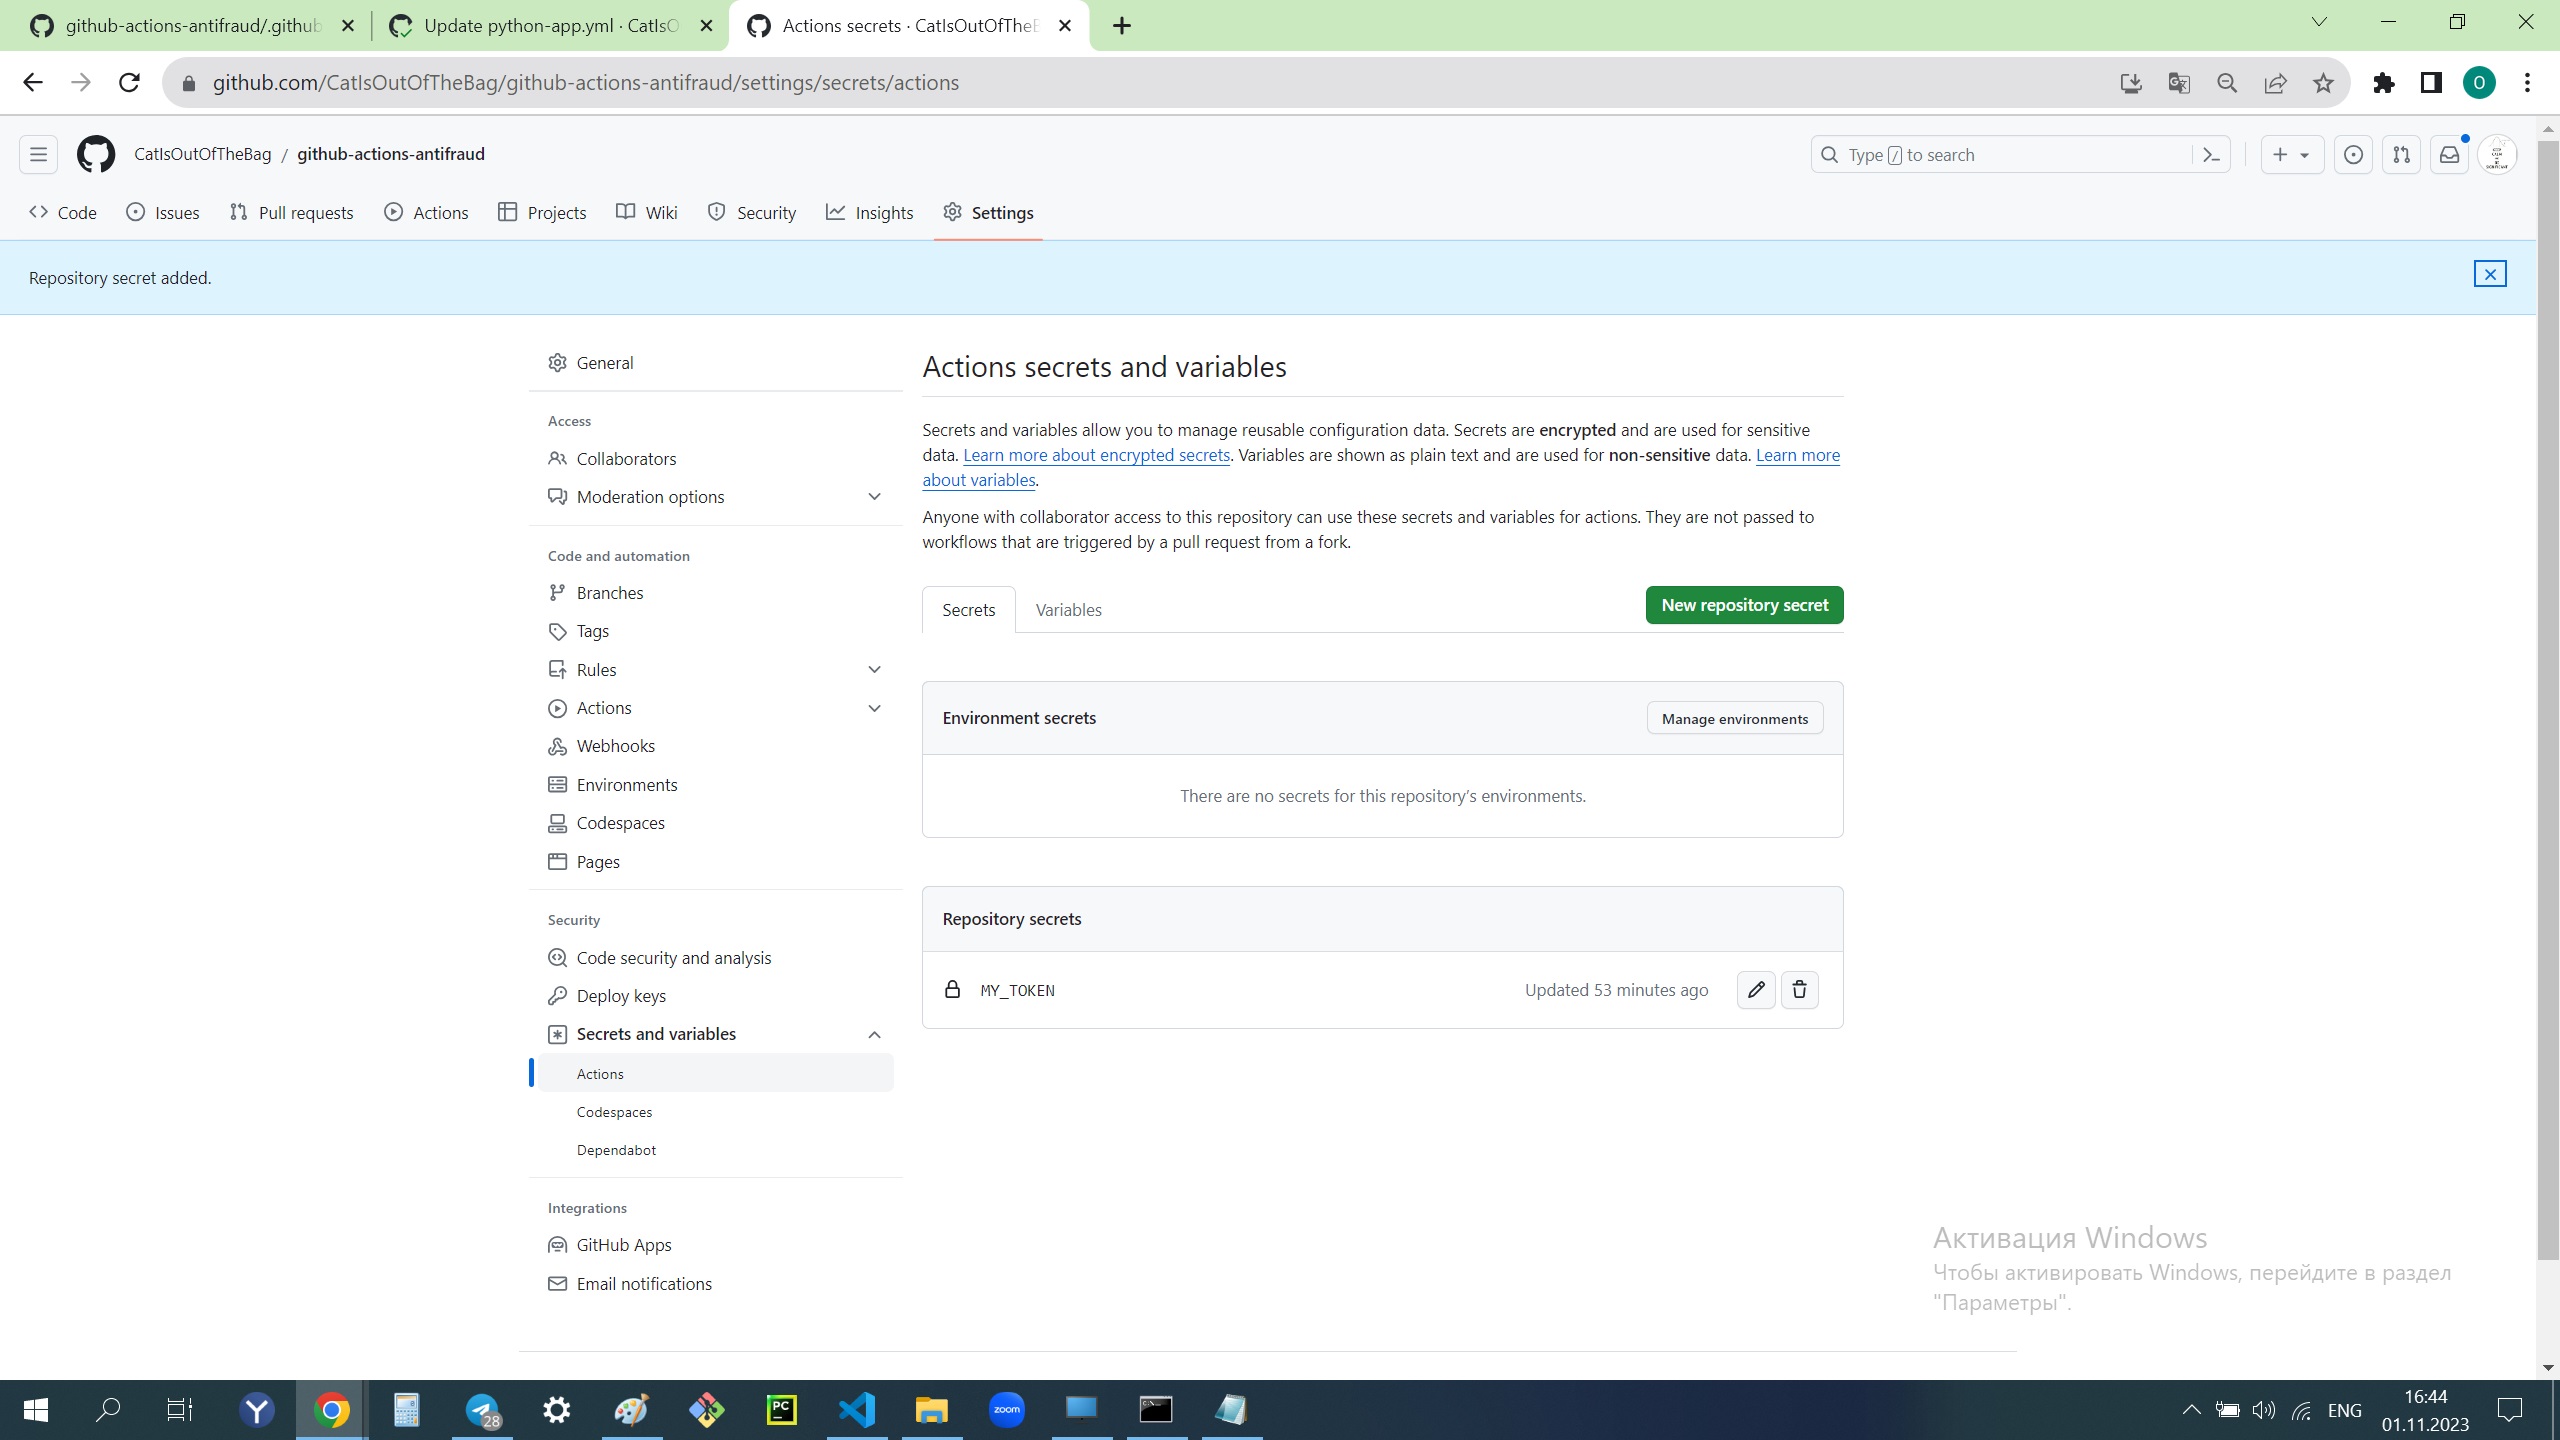 github-actions-antifraud/.github
Update python-app.yml · CatIsO
Actions secrets · CatIsOutOfTheB
github.com/CatIsOutOfTheBag/github-actions-antifraud/settings/secrets/actions
O
CatIsOutOfTheBag / github-actions-antifraud
Type / to search
Code
Issues
Pull requests
Actions
Projects
Wiki
Security
Insights
Settings
Repository secret added.
General
Access
Collaborators
Moderation options
Code and automation
Branches
Tags
Rules
Actions
Webhooks
Environments
Codespaces
Pages
Security
Code security and analysis
Deploy keys
Secrets and variables
Actions
Codespaces
Dependabot
Integrations
GitHub Apps
Email notifications
Actions secrets and variables
Secrets and variables allow you to manage reusable configuration data. Secrets are encrypted and are used for sensitive
data. Learn more about encrypted secrets. Variables are shown as plain text and are used for non-sensitive data. Learn more
about variables.
Anyone with collaborator access to this repository can use these secrets and variables for actions. They are not passed to
workflows that are triggered by a pull request from a fork.
Secrets
Variables
New repository secret
Environment secrets
Manage environments
There are no secrets for this repository's environments.
Repository secrets
MY_TOKEN
Updated 53 minutes ago
Активация Windows
Чтобы активировать Windows, перейдите в раздел
"Параметры".
28
PC
zoom
ENG
16:44
01.11.2023